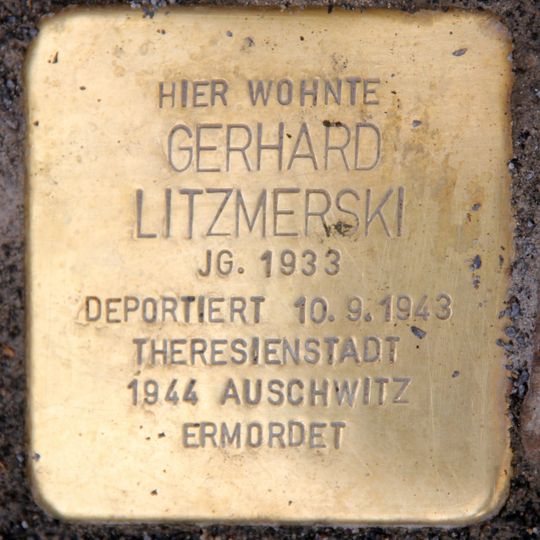 HIER WOHNTE
GERHARD
LITZMERSKI
JG. 1933
DEPORTIERT 10.9.1943
THERESIENSTADT
1944 AUSCHWITZ
ERMORDET